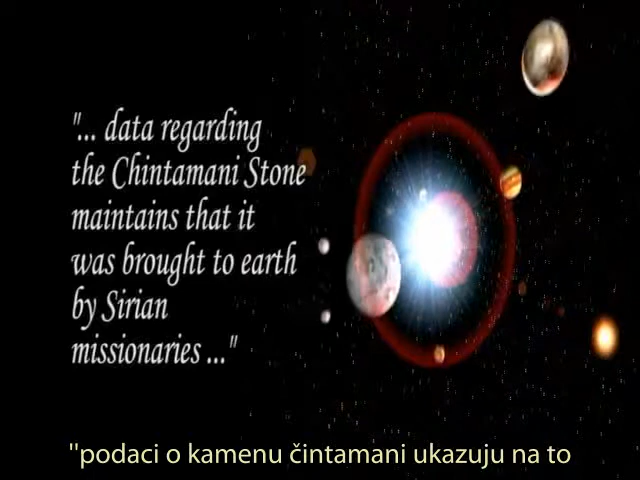 "... data regarding
the Chintamani Stone
maintains that it
was brought to earth
by Sirian
missionaries ..."
"podaci o kamenu čintamani ukazuju na to